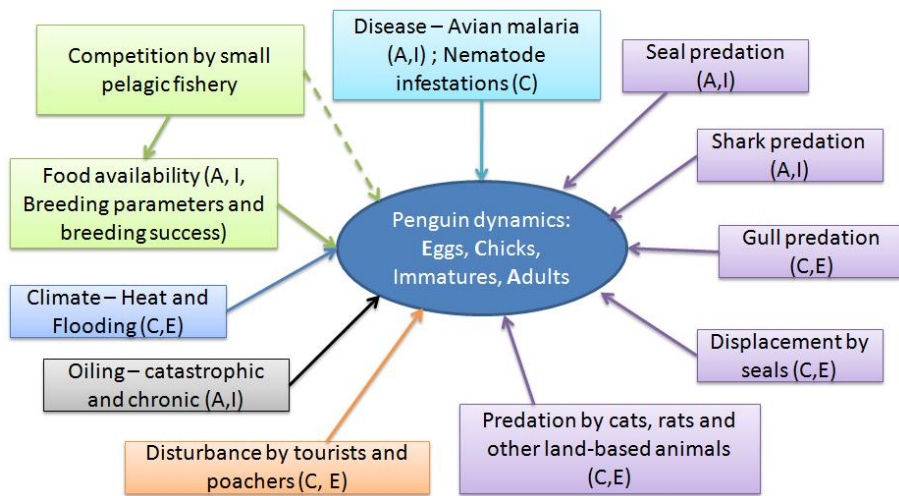 Competition by small
pelagic fishery
Disease – Avian malaria
(A,I) ; Nematode
infestations (C)
Seal predation
(A,I)
Shark predation
(A,I)
Food availability (A, I,
Breeding parameters and
breeding success)
Penguin dynamics:
Eggs, Chicks,
Immatures, Adults
Gull predation
(C,E)
Climate – Heat and
Flooding (C,E)
Displacement by
seals (C,E)
Oiling – catastrophic
and chronic (A,I)
Predation by cats, rats and
other land-based animals
(C,E)
Disturbance by tourists and
poachers (C, E)